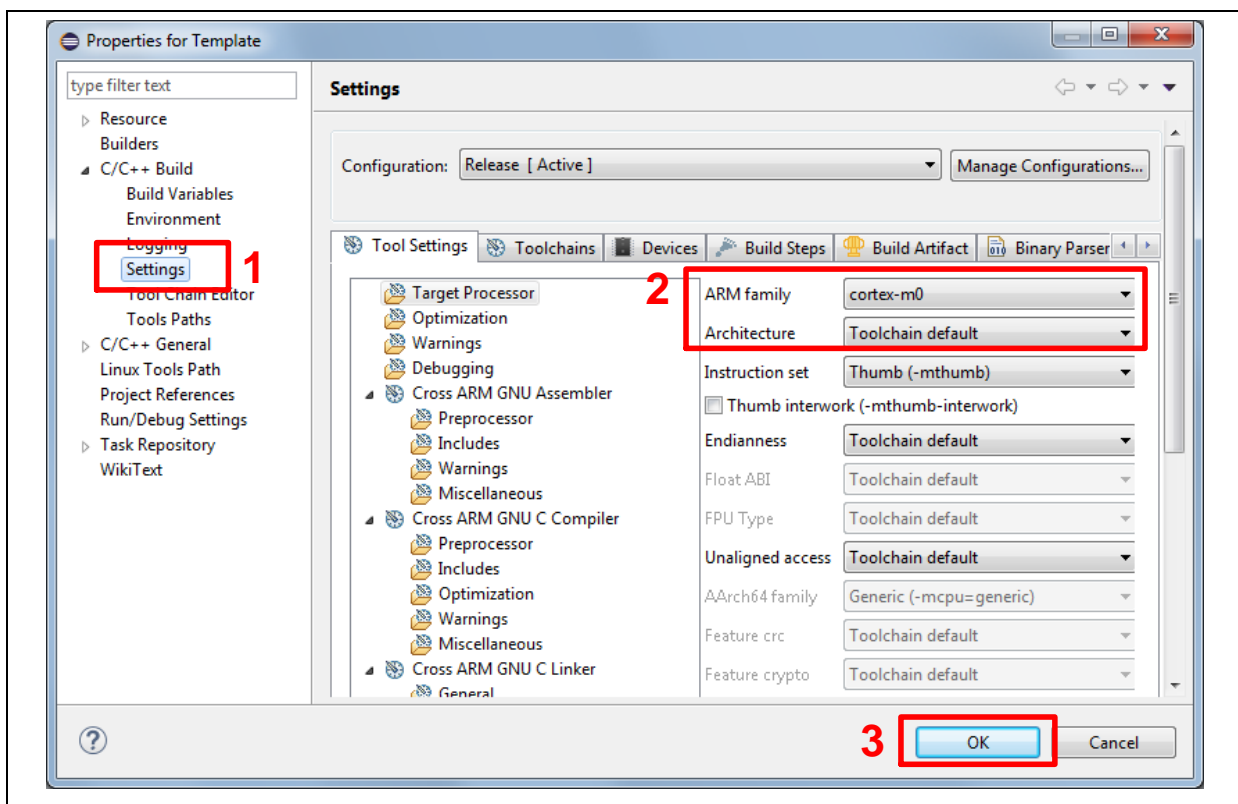 Properties for Template
type filter text
Resource
Builders
C/C++ Build
Build Variables
Environment
Logging
Settings
1
Tool Chain Editor
Tools Paths
C/C++ General
Linux Tools Path
Project References
Run/Debug Settings
Task Repository
WikiText
Settings
Configuration: Release [ Active ] Manage Configurations...
Tool Settings Toolchains Devices Build Steps Build Artifact Binary Parser
Target Processor
Optimization
Warnings
Debugging
Cross ARM GNU Assembler
Preprocessor
Includes
Warnings
Miscellaneous
Cross ARM GNU C Compiler
Preprocessor
Includes
Optimization
Warnings
Miscellaneous
Cross ARM GNU C Linker
General
2
ARM family cortex-m0
Architecture Toolchain default
Instruction set Thumb (-mthumb)
Thumb interwork (-mthumb-interwork)
Endianness Toolchain default
Float ABI Toolchain default
FPU Type Toolchain default
Unaligned access Toolchain default
AArch64 family Generic (-mcpu=generic)
Feature crc Toolchain default
Feature crypto Toolchain default
3
OK Cancel